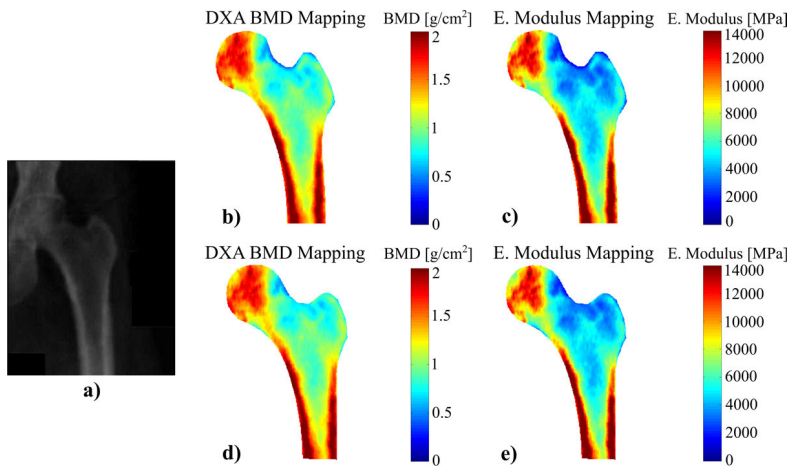 DXA BMD Mapping
BMD [g/cm²]
2
1.5
1
0.5
0
b)
E. Modulus Mapping
E. Modulus [MPa]
14000
12000
10000
8000
6000
4000
2000
0
c)
a)
DXA BMD Mapping
BMD [g/cm²]
2
1.5
1
0.5
0
d)
E. Modulus Mapping
E. Modulus [MPa]
14000
12000
10000
8000
6000
4000
2000
0
e)